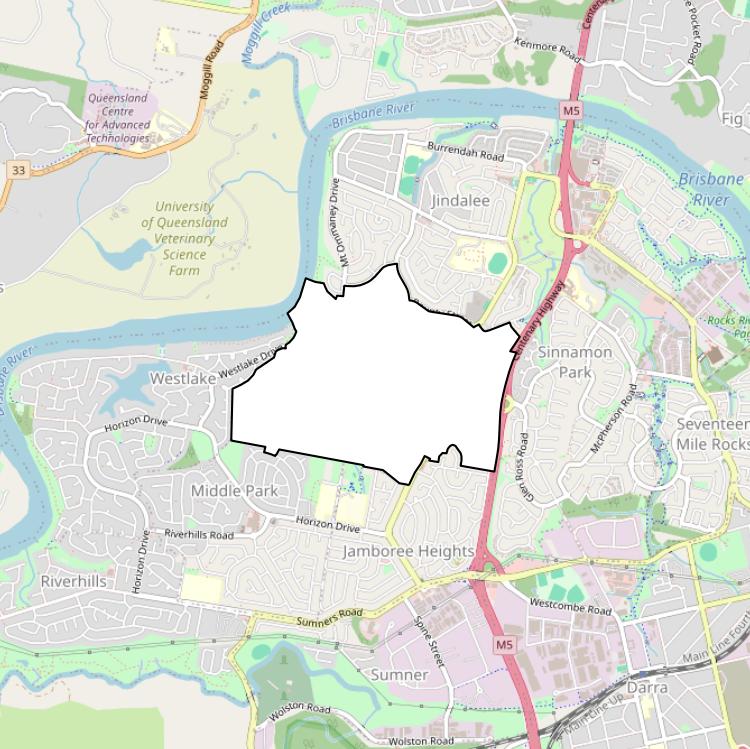 Moggill Creek
Moggill Road
Kenmore Road
Centenary
Pocker Road
Fig
Queensland
Centre
for Advanced
Technologies
M5
Brisbane River
33
Burrendah Road
Brisbane
River
University
of Queensland
Veterinary
Science
Farm
Mt Ommaney Drive
Jindalee
Centenary Highway
Rocks Riv
Par
Brisbane River
Westlake Drive
Westlake
Sinnamon
Park
McPherson Road
Seventeen
Mile Rocks
Horizon Drive
Glen Ross Road
Middle Park
Horizon Drive
Riverhills Road
Jamboree Heights
Horizon Drive
Riverhills
Sumners Road
Westcombe Road
Spine Street
M5
Main Line Fourth
Sumner
Darra
Main Line Up
Wolston Road
Wolston Road